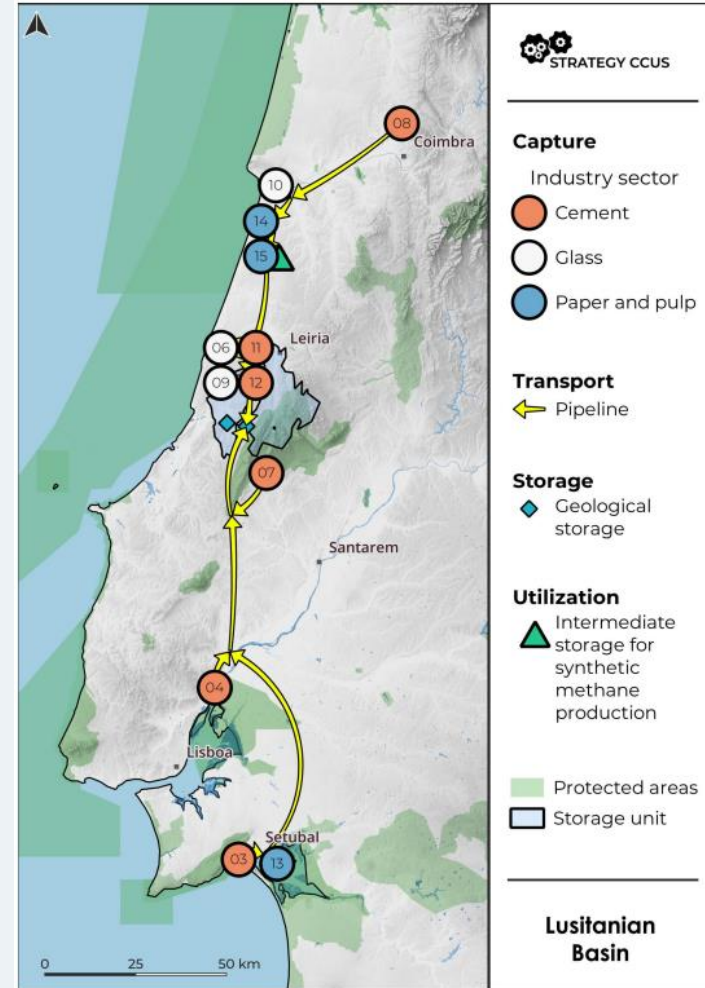 08
Coimbra
10
14
15
Leiria
06
11
09
12
07
Santarem
04
Lisboa
Setubal
03
13
0 25 50 km
STRATEGY CCUS
Capture
Industry sector
Cement
Glass
Paper and pulp
Transport
Pipeline
Storage
Geological
storage
Utilization
Intermediate
storage for
synthetic
methane
production
Protected areas
Storage unit
Lusitanian
Basin